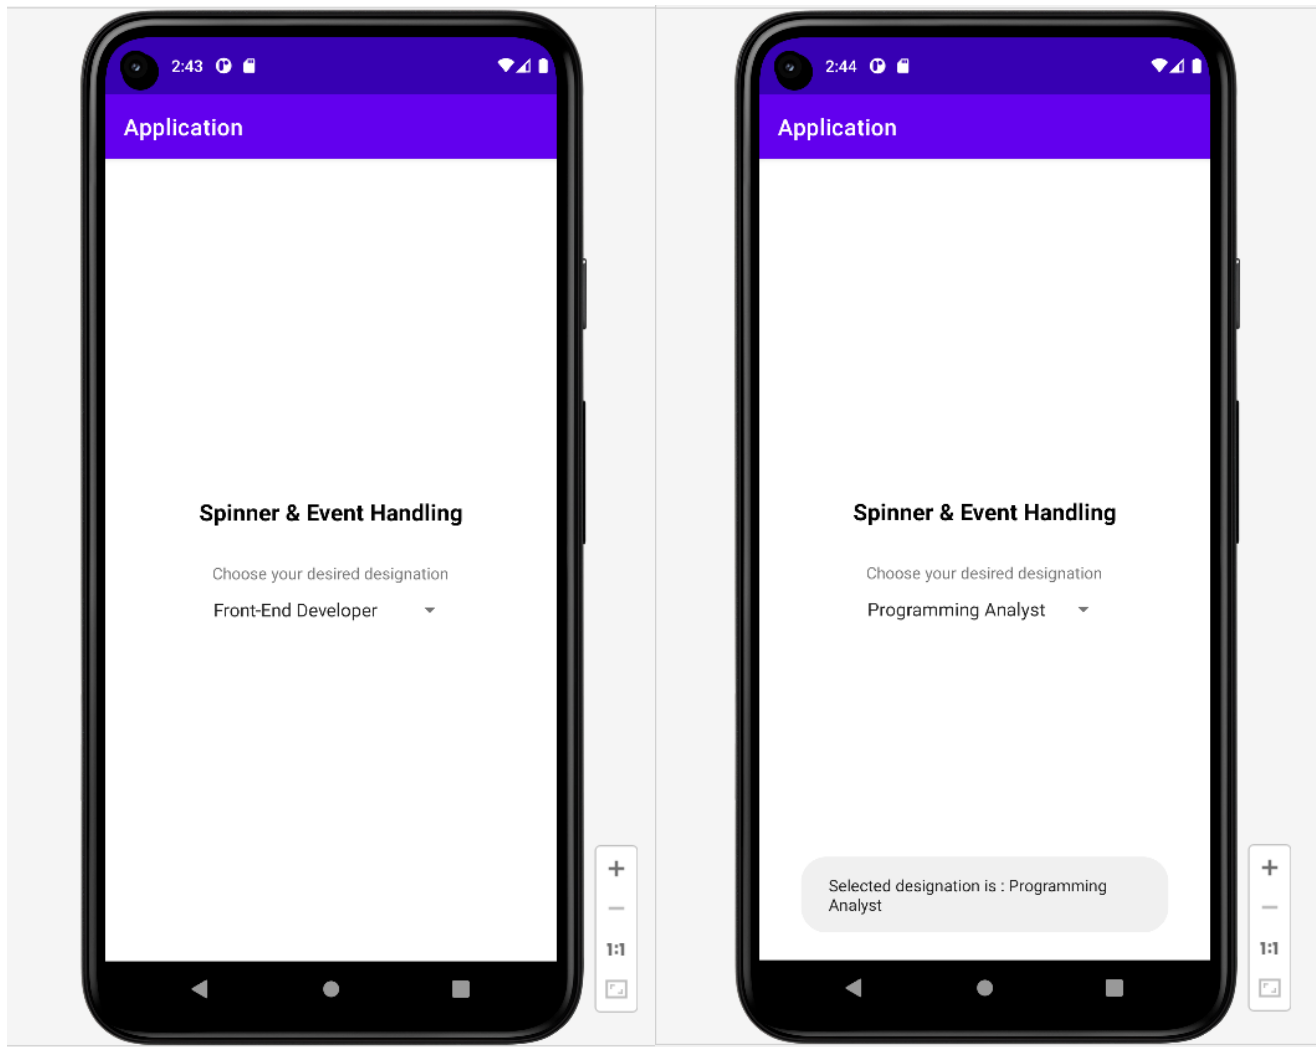 2:43
Application
Spinner & Event Handling
Choose your desired designation
Front-End Developer
1:1
2:44
Application
Spinner & Event Handling
Choose your desired designation
Programming Analyst
Selected designation is : Programming
Analyst
1:1